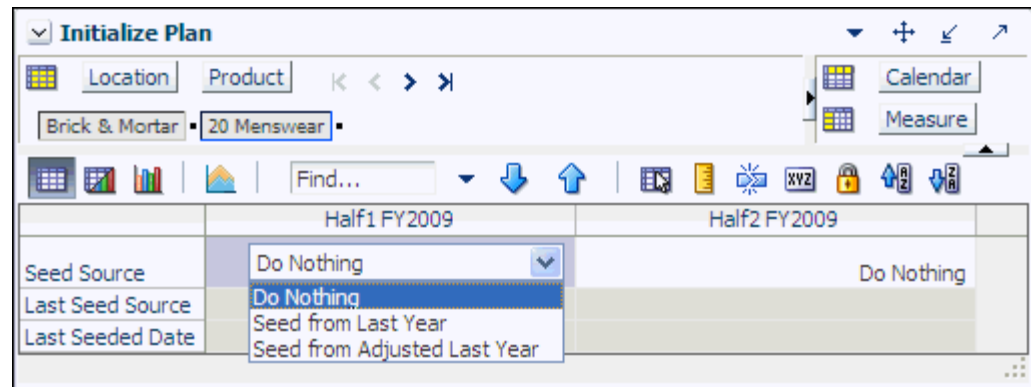 Initialize Plan
Location Product
Calendar
Brick & Mortar 20 Menswear
Measure
Find...
XYZ
A Z
Z A
Half1 FY2009 Half2 FY2009
Seed Source Do Nothing Do Nothing
Do Nothing
Last Seed Source Seed from Last Year
Last Seeded Date Seed from Adjusted Last Year